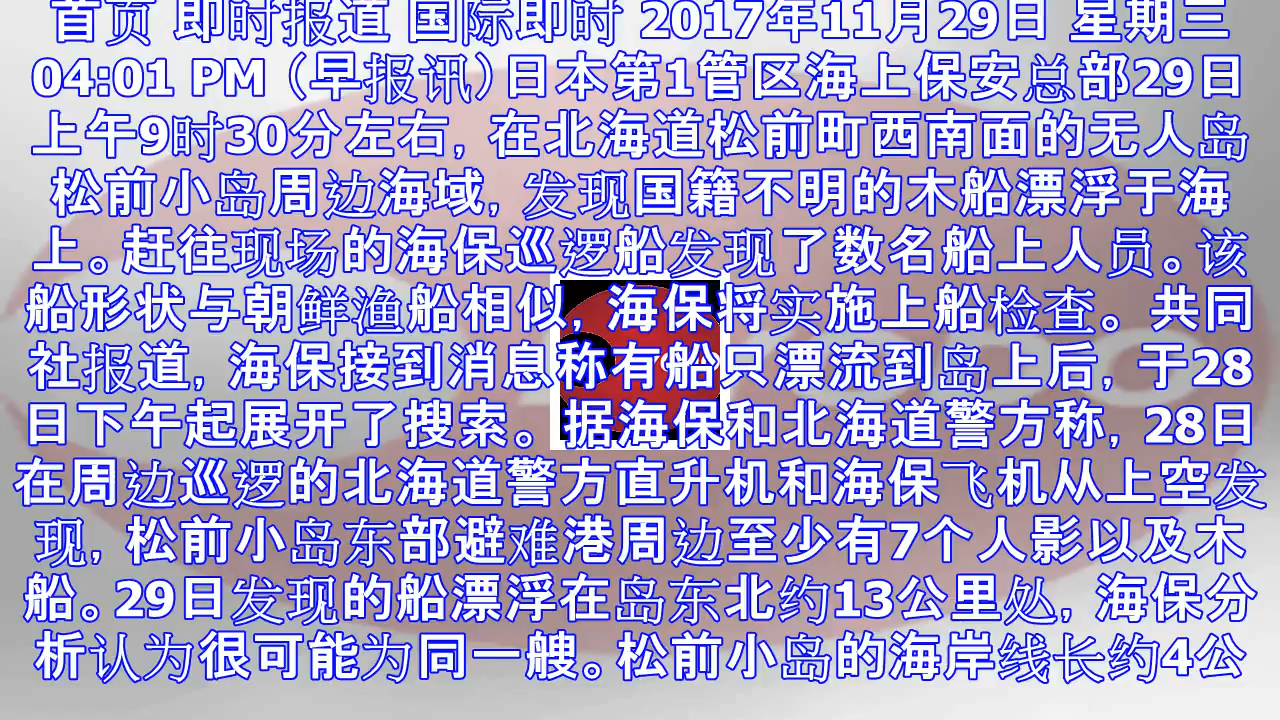 首页 即时报道 国际即时 2017年11月29日 星期三
04:01 PM（早报讯）日本第1管区海上保安总部29日
上午9时30分左右，在北海道松前町西南面的无人岛
松前小岛周边海域，发现国籍不明的木船漂浮于海
上。赶往现场的海保巡逻船发现了数名船上人员。该
船形状与朝鲜渔船相似，海保将实施上船检查。共同
社报道，海保接到消息称有船只漂流到岛上后，于28
日下午起展开了搜索。据海保和北海道警方称，28日
在周边巡逻的北海道警方直升机和海保飞机从上空发
现，松前小岛东部避难港周边至少有7个人影以及木
船。29日发现的船漂浮在岛东北约13公里处，海保分
析认为很可能为同一艘。松前小岛的海岸线长约4公